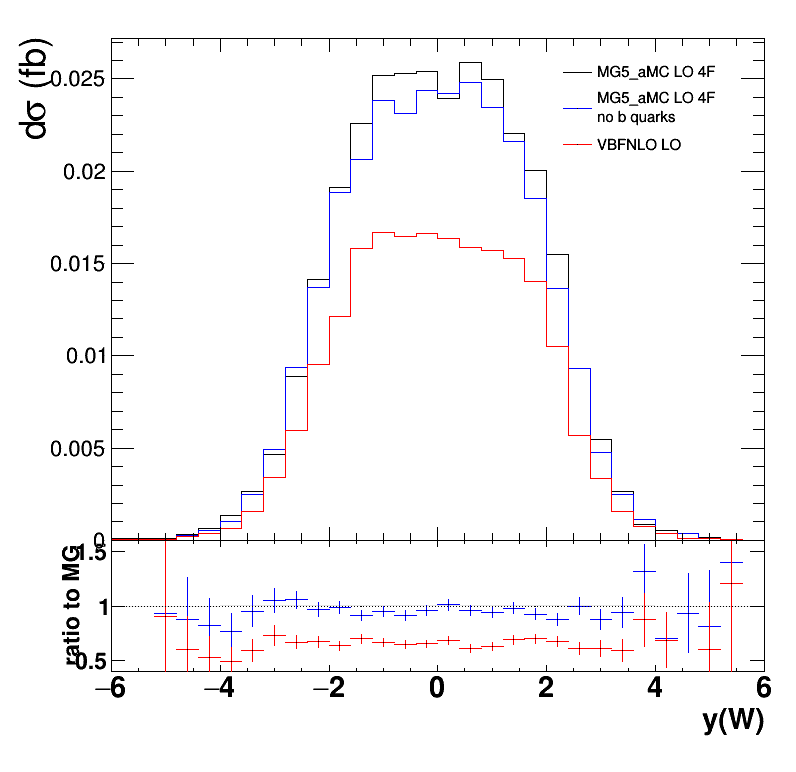 dσ (fb)
0.025
0.02
0.015
0.01
0.005
0
MG5_aMC LO 4F
MG5_aMC LO 4F
no b quarks
VBFNLO LO
ratio to MG
1.5
1
0.5
−6
−4
−2
0
2
4
6
y(W)